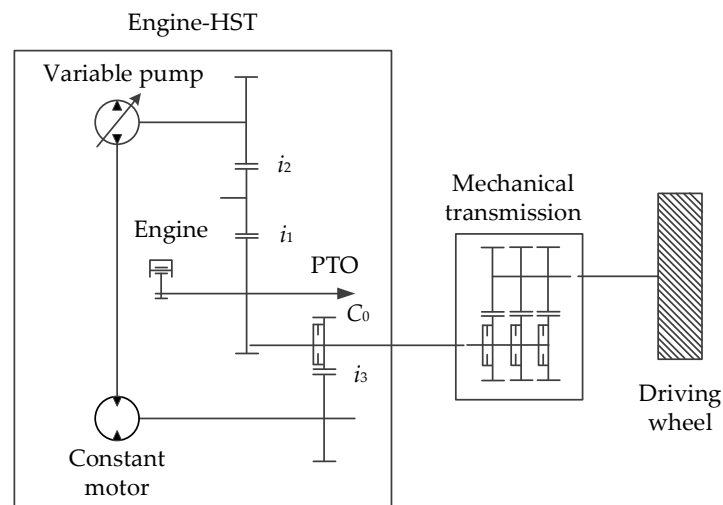 Engine-HST
Variable pump
i2
Mechanical
transmission
Engine
i1
PTO
C0
i3
Constant
motor
Driving
wheel